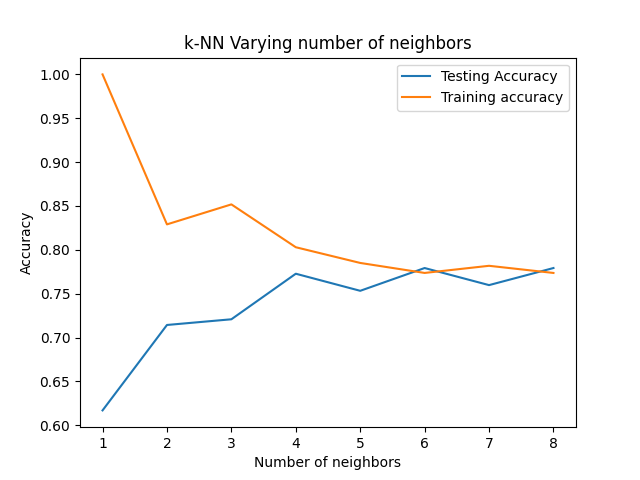 k-NN Varying number of neighbors
1.00
0.95
0.90
0.85
0.80
0.75
0.70
0.65
0.60
Accuracy
Testing Accuracy
Training accuracy
1 2 3 4 5 6 7 8
Number of neighbors